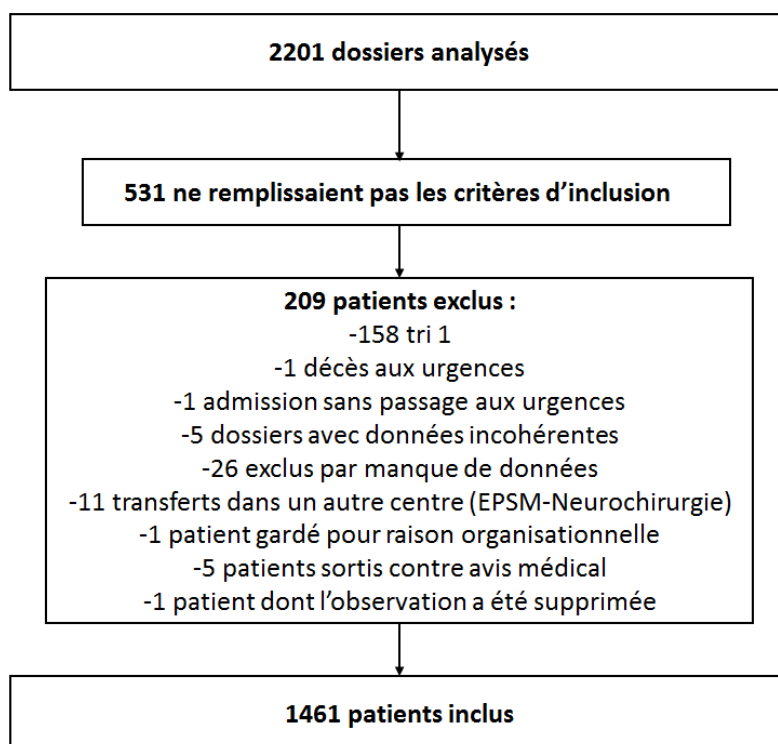 2201 dossiers analysés
531 ne remplissaient pas les critères d’inclusion
209 patients exclus :
-158 tri 1
-1 décès aux urgences
-1 admission sans passage aux urgences
-5 dossiers avec données incohérentes
-26 exclus par manque de données
-11 transferts dans un autre centre (EPSM-Neurochirurgie)
-1 patient gardé pour raison organisationnelle
-5 patients sortis contre avis médical
-1 patient dont l’observation a été supprimée
1461 patients inclus